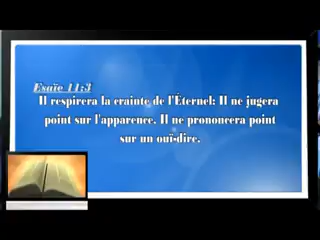 Esaïe 11:3
Il respirera la crainte de l'Éternel; Il ne jugera
point sur l'apparence, Il ne prononcera point
sur un ouï-dire.